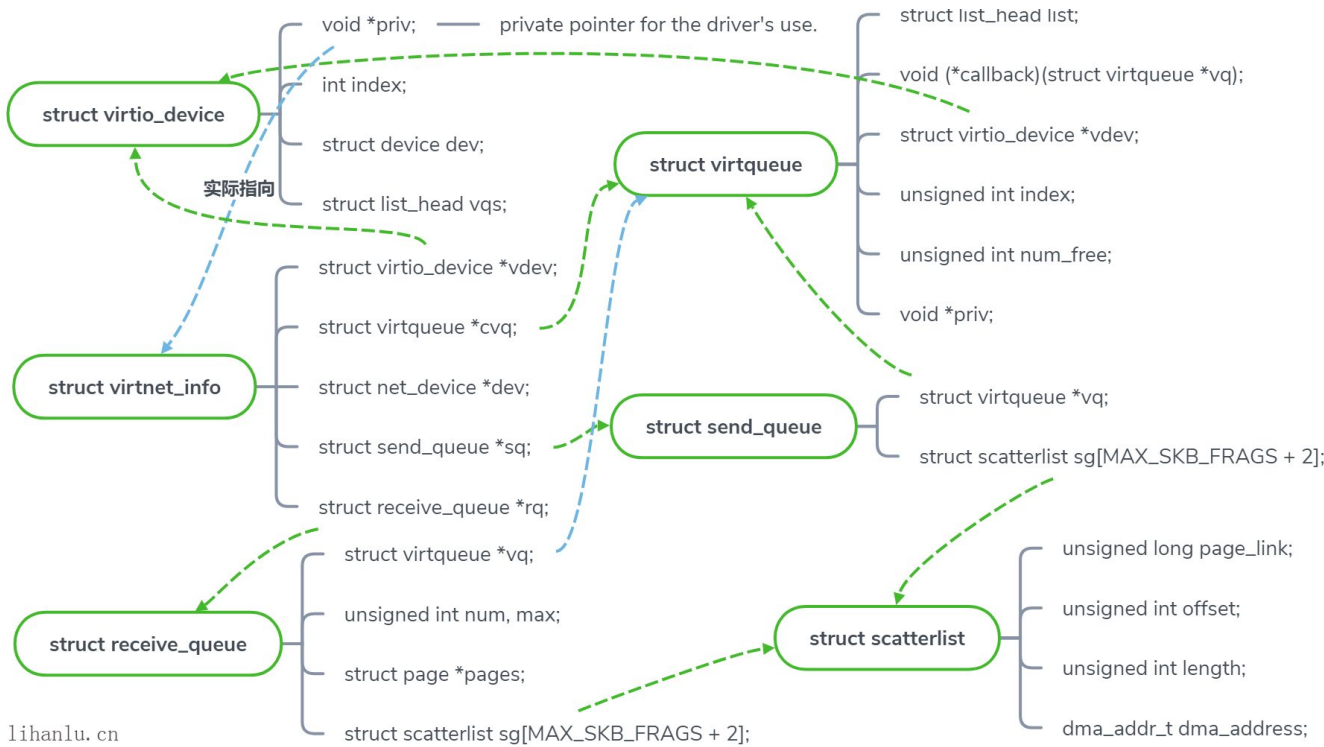 void *priv;
private pointer for the driver's use.
int index;
struct virtio_device
struct device dev;
实际指向
struct list_head vqs;
struct list_head list;
void (*callback)(struct virtqueue *vq);
struct virtio_device *vdev;
struct virtqueue
unsigned int index;
unsigned int num_free;
void *priv;
struct virtio_device *vdev;
struct virtqueue *cvq;
struct virtnet_info
struct net_device *dev;
struct send_queue *sq;
struct receive_queue *rq;
struct send_queue
struct virtqueue *vq;
struct scatterlist sg[MAX_SKB_FRAGS + 2];
struct virtqueue *vq;
unsigned int num, max;
struct receive_queue
struct page *pages;
struct scatterlist sg[MAX_SKB_FRAGS + 2];
struct scatterlist
unsigned long page_link;
unsigned int offset;
unsigned int length;
dma_addr_t dma_address;
lihanlu.cn